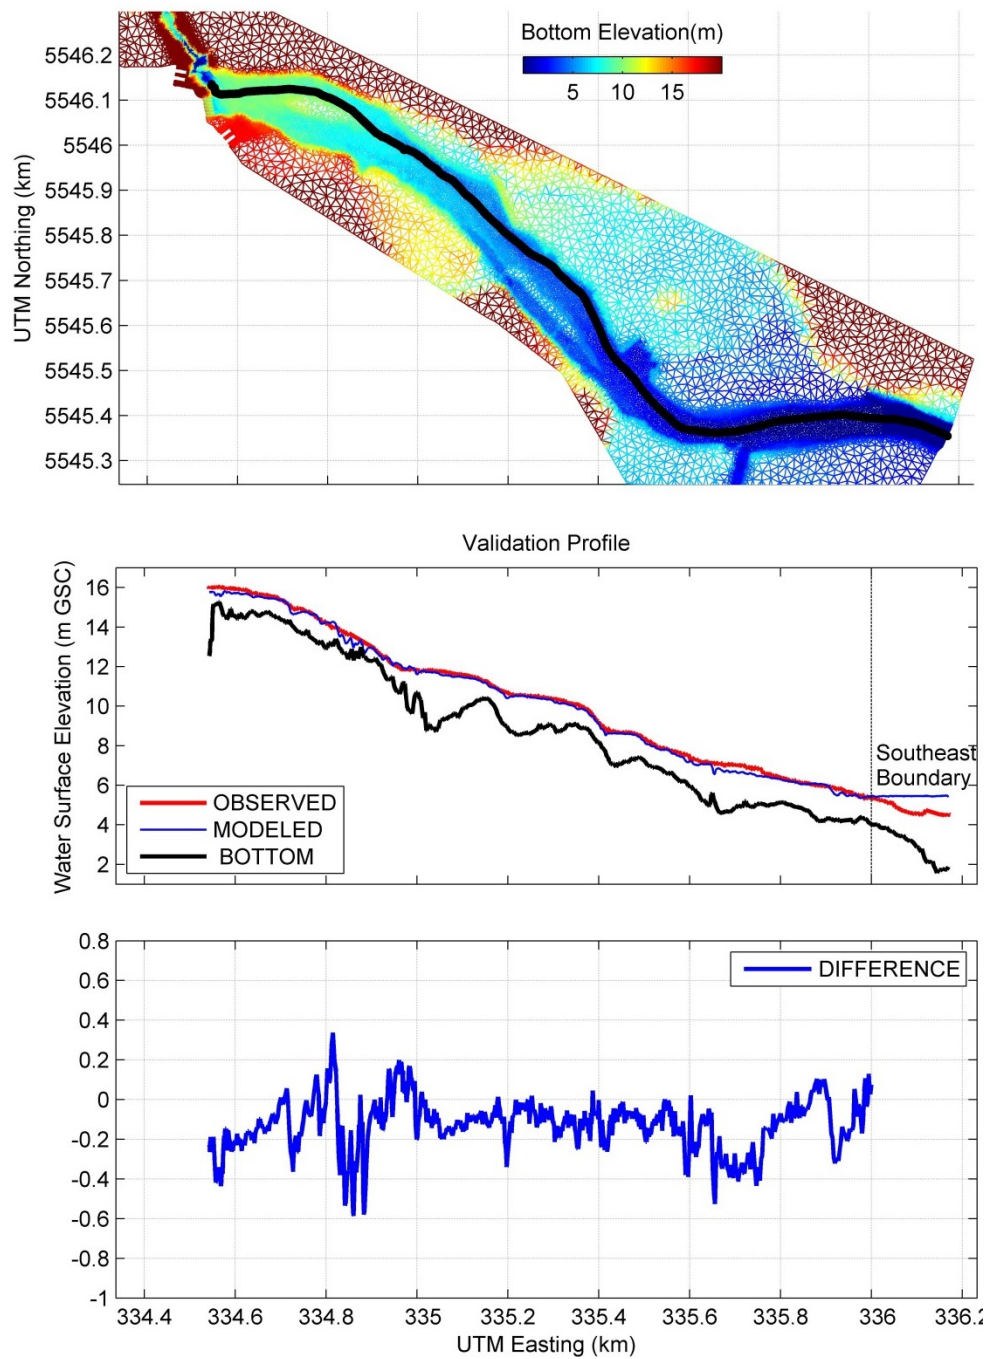 Bottom Elevation(m)
5 10 15
UTM Northing (km)
5546.2
5546.1
5546
5545.9
5545.8
5545.7
5545.6
5545.5
5545.4
5545.3
Validation Profile
Water Surface Elevation (m GSC)
16
14
12
10
8
6
4
2
Southeast
Boundary
OBSERVED
MODELED
BOTTOM
0.8
0.6
0.4
0.2
0
-0.2
-0.4
-0.6
-0.8
-1
DIFFERENCE
334.4 334.6 334.8 335 335.2 335.4 335.6 335.8 336 336.2
UTM Easting (km)